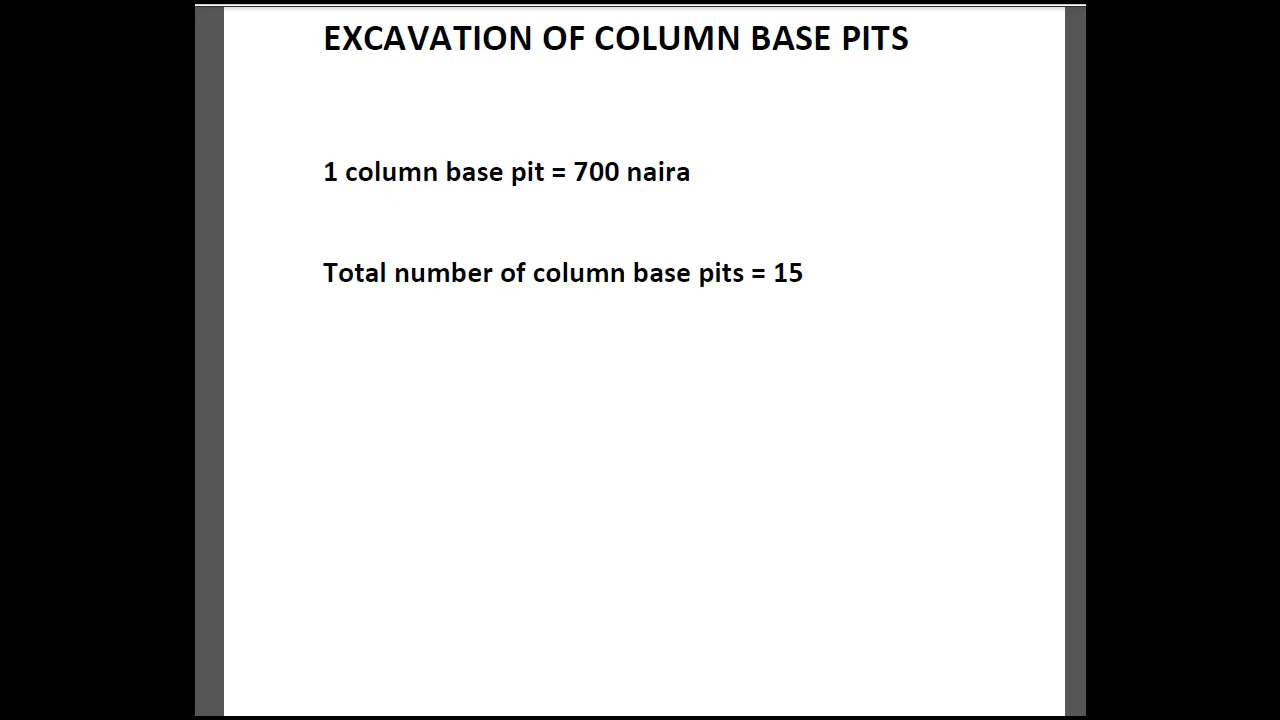 EXCAVATION OF COLUMN BASE PITS
1 column base pit = 700 naira
Total number of column base pits = 15